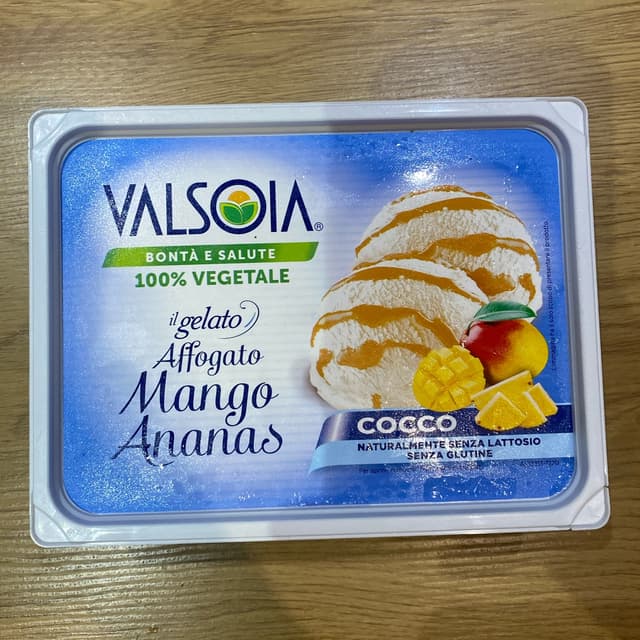 VALSOIA®
BONTÀ E SALUTE
100% VEGETALE
il gelato
Affogato
Mango
Ananas
COCCO
NATURALMENTE SENZA LATTOSIO
SENZA GLUTINE